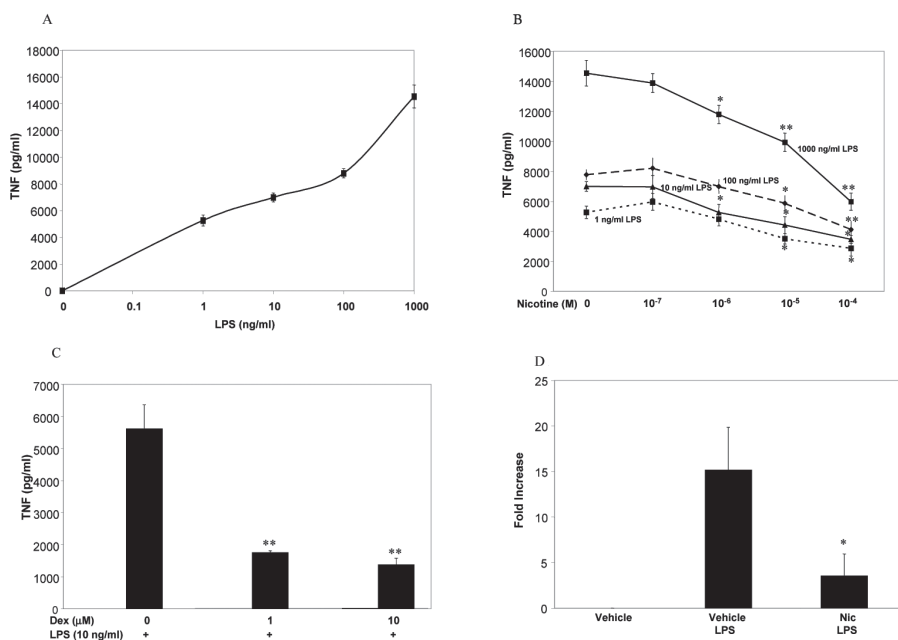 A
18000
16000
14000
12000
10000
8000
6000
4000
2000
0
TNF (pg/ml)
0 0.1 1 10 100 1000
LPS (ng/ml)
B
16000
14000
12000
10000
8000
6000
4000
2000
0
TNF (pg/ml)
*
**
1000 ng/ml LPS
**
100 ng/ml LPS
*
**
10 ng/ml LPS
*
*
*
1 ng/ml LPS
*
*
Nicotine (M) 0 10-7 10-6 10-5 10-4
C
7000
6000
5000
4000
3000
2000
1000
0
TNF (pg/ml)
**
**
Dex (µM) 0 1 10
LPS (10 ng/ml) + + +
D
25
20
15
10
5
0
Fold Increase
*
Vehicle Vehicle Nic
LPS LPS